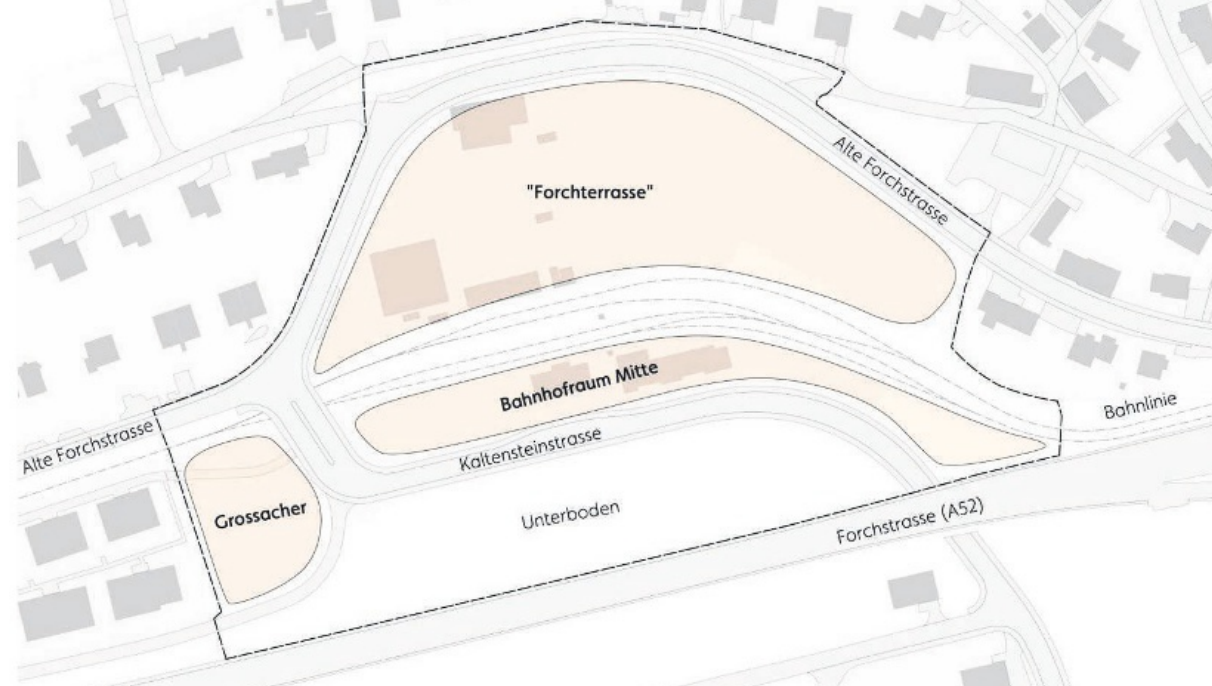 Alte Forchstrasse
"Forchterrasse"
Bahnhofraum Mitte
Bahnlinie
Alte Forchstrasse
Kaltensteinstrasse
Grossacher
Unterboden
Forchstrasse (A52)